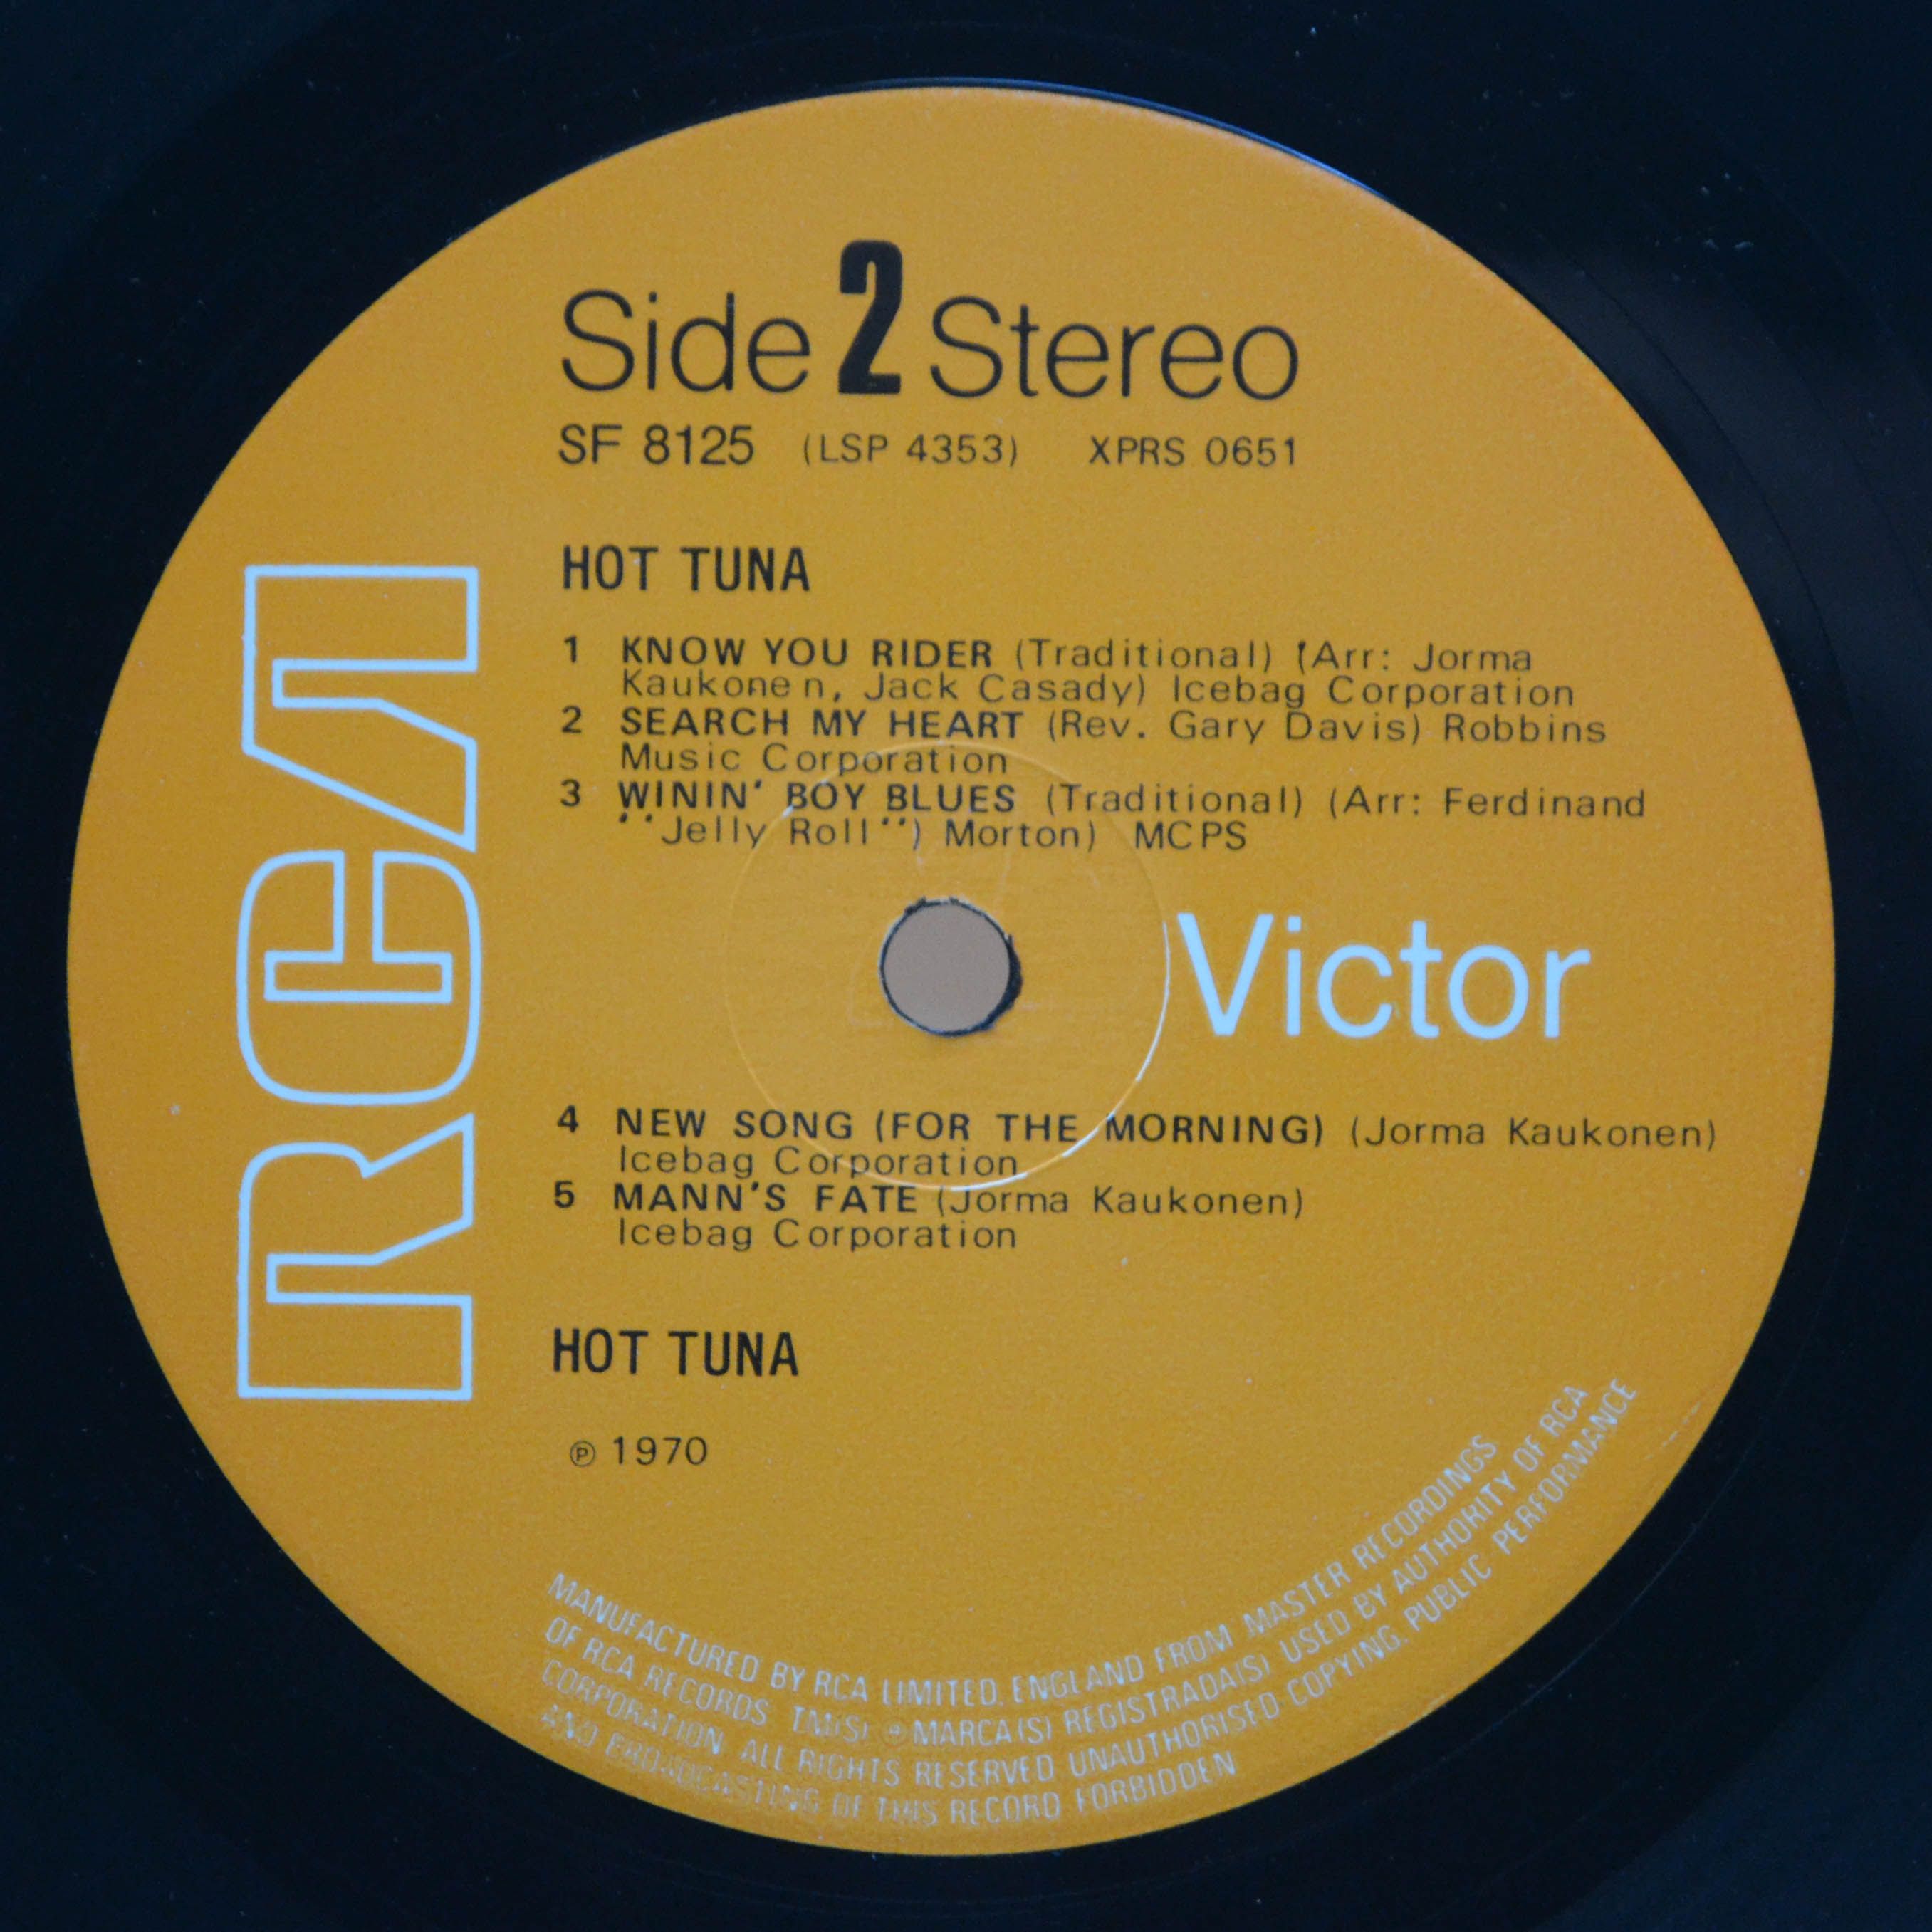 Side 2 Stereo
SF 8125 (LSP 4353) XPRS 0651
HOT TUNA
1 KNOW YOU RIDER (Traditional) (Arr: Jorma
Kaukonen, Jack Casady) Icebag Corporation
2 SEARCH MY HEART (Rev. Gary Davis) Robbins
Music Corporation
3 WININ' BOY BLUES (Traditional) (Arr: Ferdinand
''Jelly Roll'') Morton) MCPS
RCA
Victor
4 NEW SONG (FOR THE MORNING) (Jorma Kaukonen)
Icebag Corporation
5 MANN'S FATE (Jorma Kaukonen)
Icebag Corporation
HOT TUNA
℗ 1970
MANUFACTURED BY RCA LIMITED, ENGLAND FROM MASTER RECORDINGS
OF RCA RECORDS. TM(S) ® MARCA(S) REGISTRADA(S) USED BY AUTHORITY OF RCA
CORPORATION. ALL RIGHTS RESERVED UNAUTHORISED COPYING, PUBLIC PERFORMANCE
AND BROADCASTING OF THIS RECORD FORBIDDEN